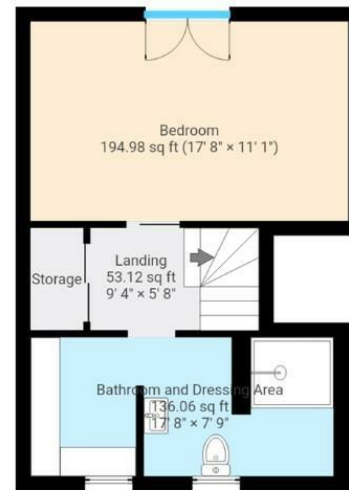 Bedroom
194.98 sq ft (17' 8" × 11' 1")
Landing
53.12 sq ft
9' 4" × 5' 8"
Storage
Bathroom and Dressing Area
136.06 sq ft
17' 8" × 7' 9"